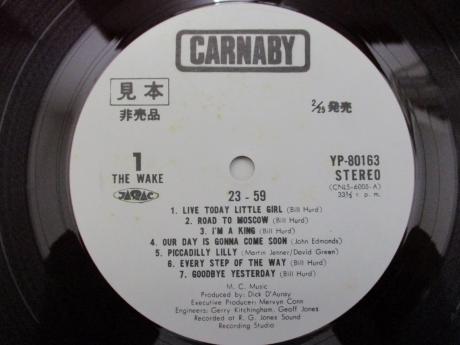 CARNABY
見本
非売品
2/25 発売
1
THE WAKE
JASRAC
YP-80163
STEREO
(CNLS-6005-A)
33⅓ r. p. m.
23 - 59
1. LIVE TODAY LITTLE GIRL (Bill Hurd)
2. ROAD TO MOSCOW (Bill Hurd)
3. I'M A KING (Bill Hurd)
4. OUR DAY IS GONNA COME SOON (John Edmonds)
5. PICCADILLY LILLY (Martin Jenner/David Green)
6. EVERY STEP OF THE WAY (Bill Hurd)
7. GOODBYE YESTERDAY (Bill Hurd)
M. C. Music
Produced by: Dick D'Aunay
Executive Producer: Mervyn Conn
Engineers: Gerry Kitchingham, Geoff Jones
Recorded at R. G. Jones Sound
Recording Studio